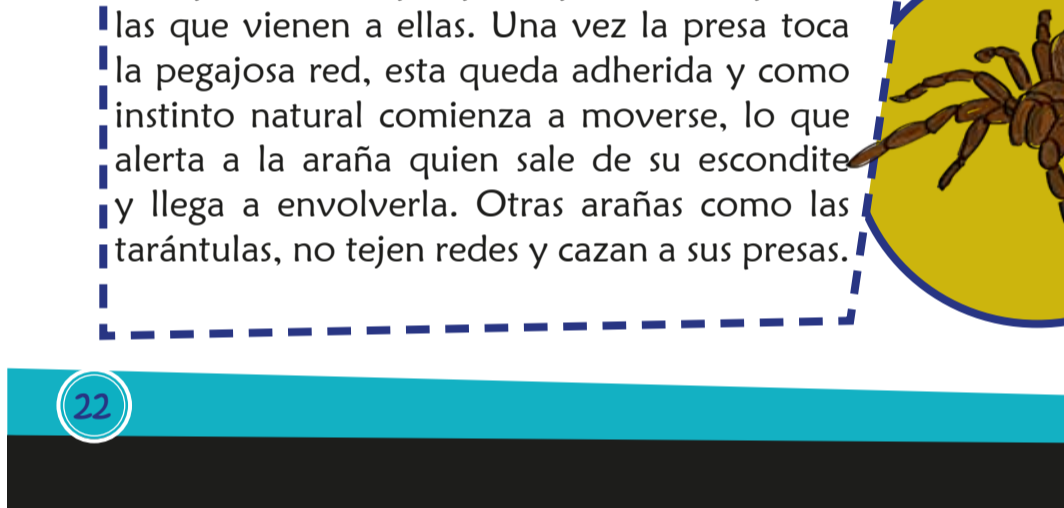 las que vienen a ellas. Una vez la presa toca
la pegajosa red, esta queda adherida y como
instinto natural comienza a moverse, lo que
alerta a la araña quien sale de su escondite
y llega a envolverla. Otras arañas como las
tarántulas, no tejen redes y cazan a sus presas.
22